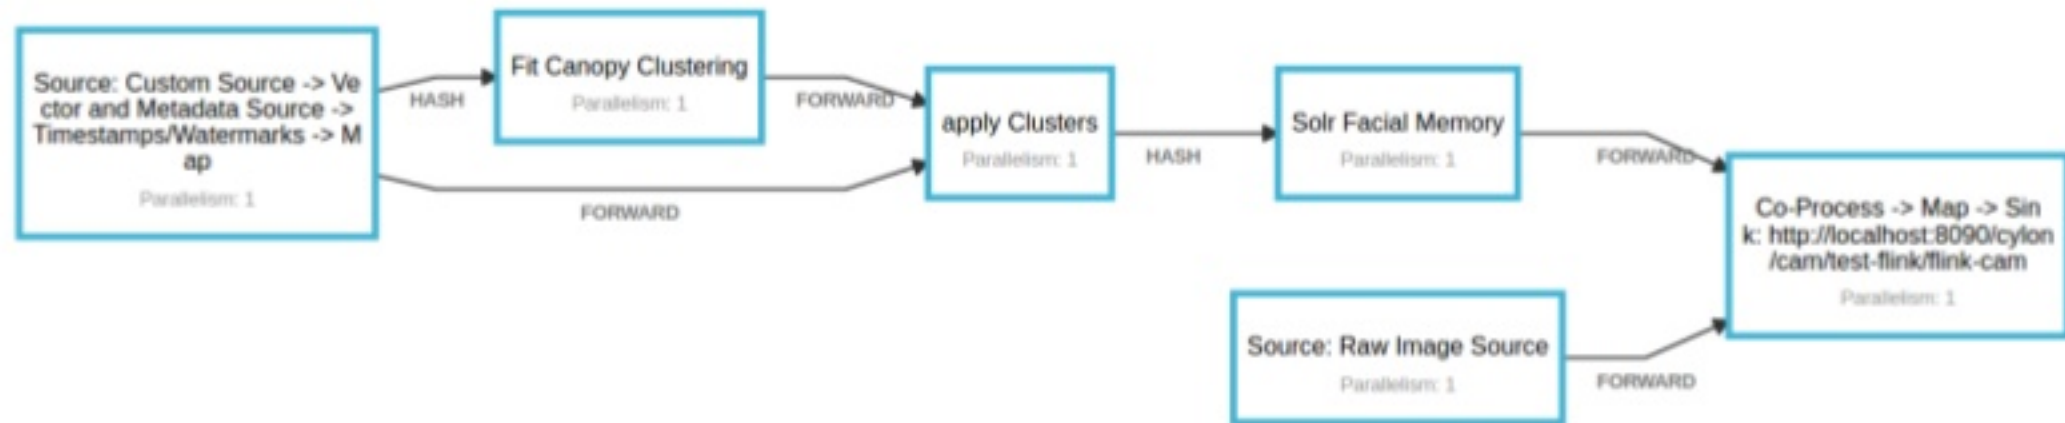 Source: Custom Source -> Ve
ctor and Metadata Source ->
Timestamps/Watermarks -> M
ap
Parallelism: 1
HASH
FORWARD
Fit Canopy Clustering
Parallelism: 1
FORWARD
apply Clusters
Parallelism: 1
HASH
Solr Facial Memory
Parallelism: 1
FORWARD
Source: Raw Image Source
Parallelism: 1
FORWARD
Co-Process -> Map -> Sin
k: http://localhost:8090/cylon
/cam/test-flink/flink-cam
Parallelism: 1